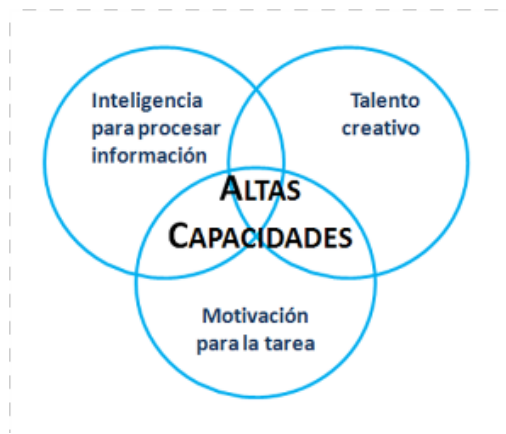 Inteligencia
para procesar
información
Talento
creativo
ALTAS
CAPACIDADES
Motivación
para la tarea